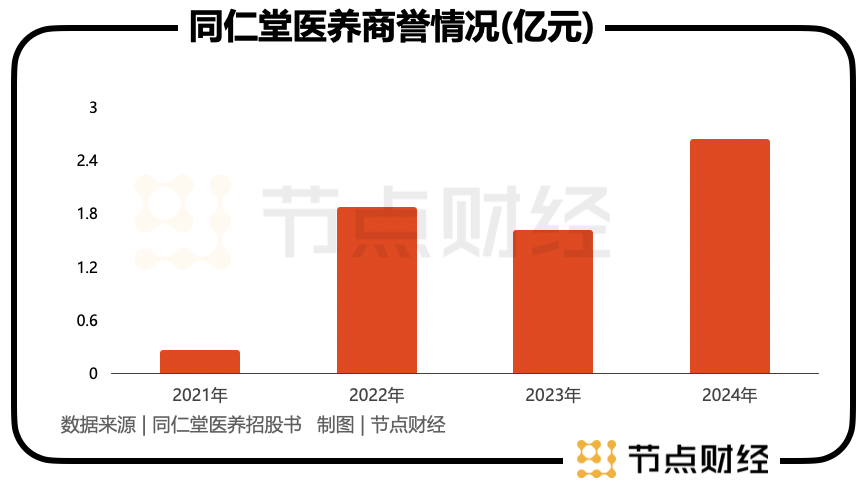 同仁堂医养商誉情况(亿元)
3
2.4
1.8
1.2
0.6
0
节点财经
2021年 2022年 2023年 2024年
数据来源 | 同仁堂医养招股书 制图 | 节点财经
节点财经